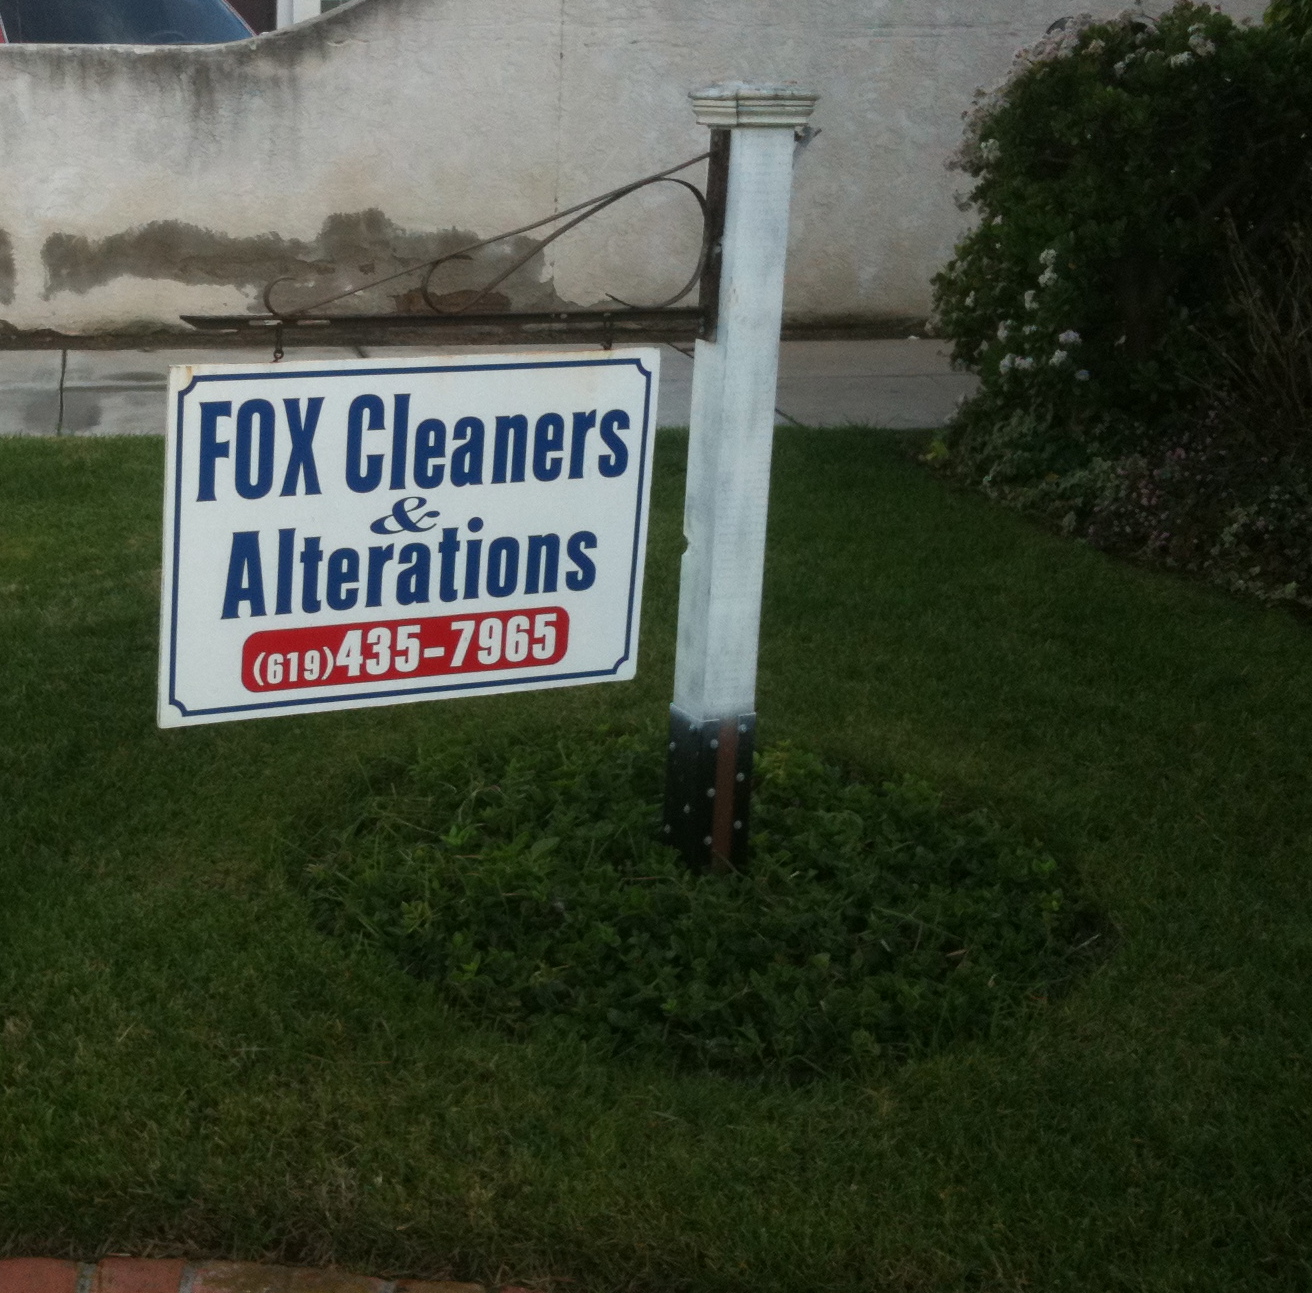 FOX Cleaners
&
Alterations
(619)435-7965